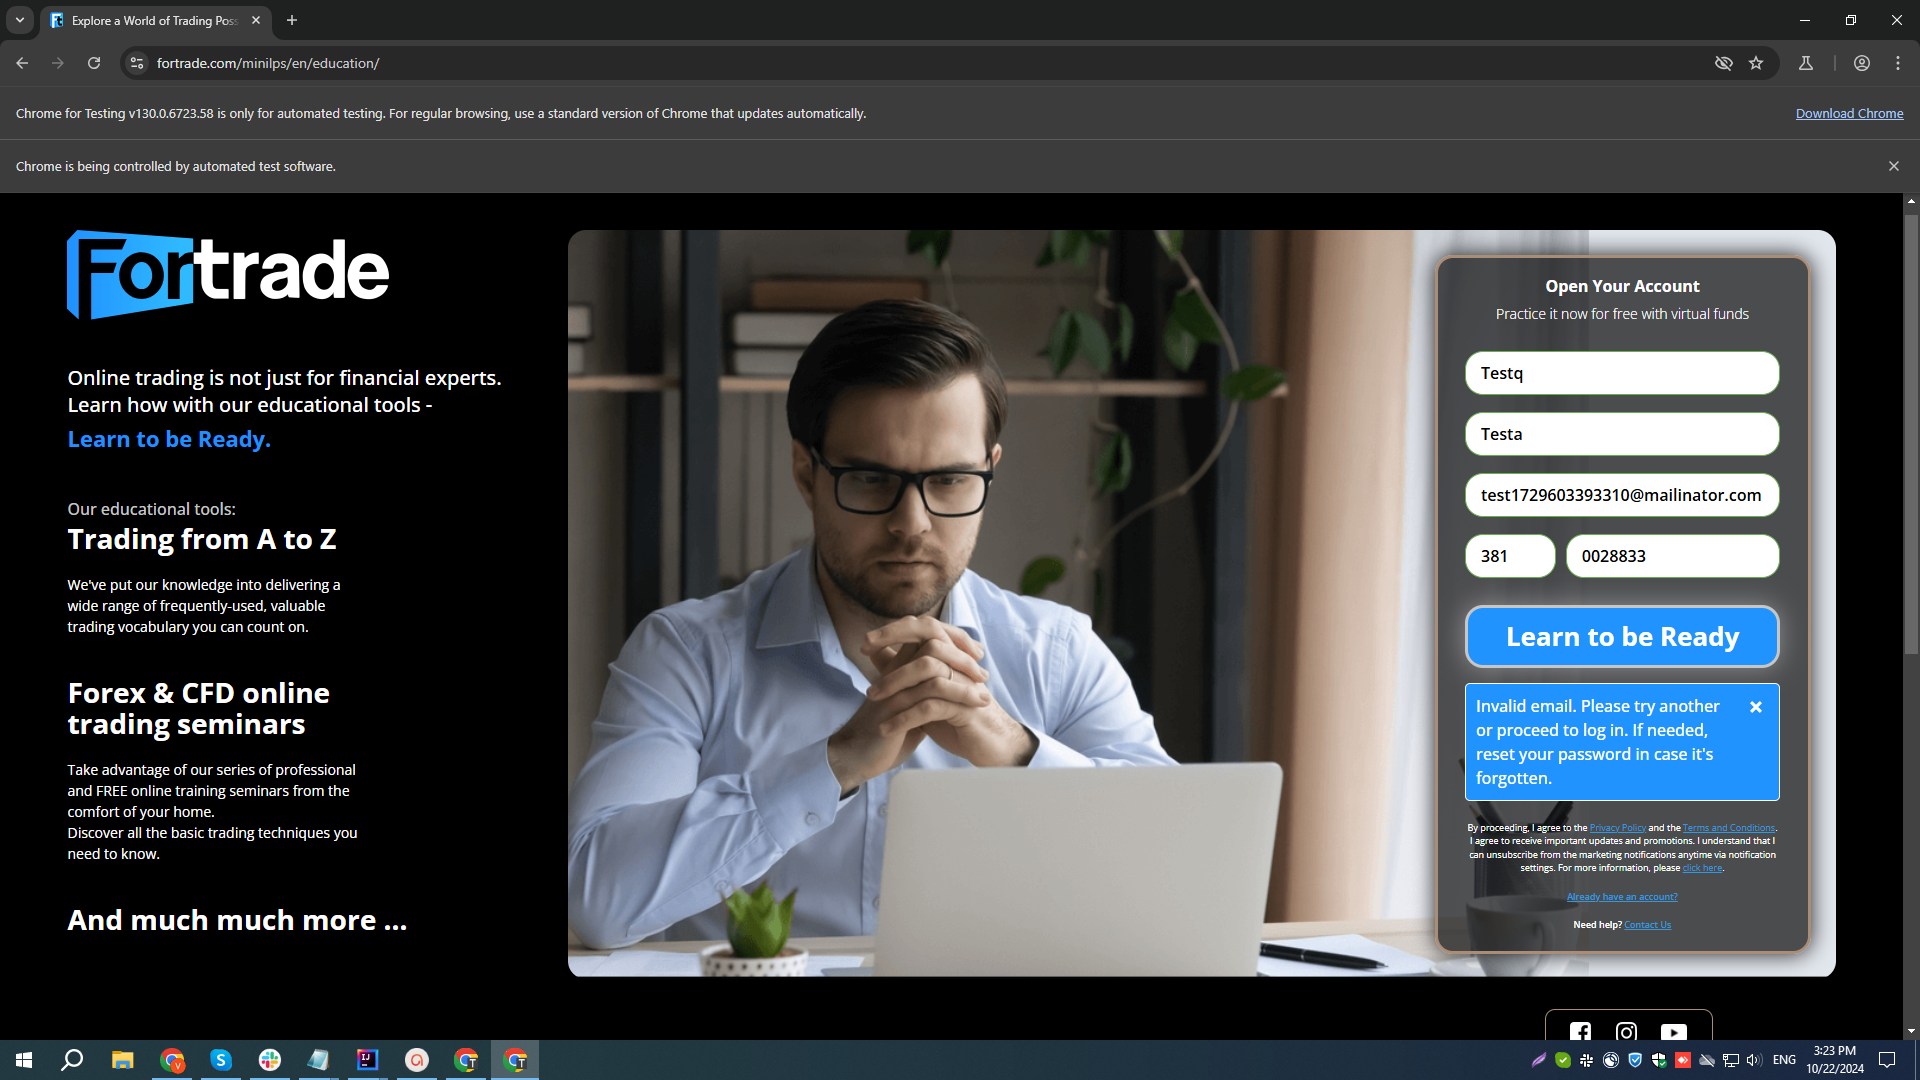 Explore a World of Trading Pos
fortrade.com/minilps/en/education/
Chrome for Testing v130.0.6723.58 is only for automated testing. For regular browsing, use a standard version of Chrome that updates automatically.
Download Chrome
Chrome is being controlled by automated test software.
Fortrade
Online trading is not just for financial experts.
Learn how with our educational tools -
Learn to be Ready.
Our educational tools:
Trading from A to Z
We've put our knowledge into delivering a
wide range of frequently-used, valuable
trading vocabulary you can count on.
Forex & CFD online
trading seminars
Take advantage of our series of professional
and FREE online training seminars from the
comfort of your home.
Discover all the basic trading techniques you
need to know.
And much much more ...
Open Your Account
Practice it now for free with virtual funds
Testq
Testa
test1729603393310@mailinator.com
381
0028833
Learn to be Ready
Invalid email. Please try another
or proceed to log in. If needed,
reset your password in case it's
forgotten.
By proceeding, I agree to the Privacy Policy and the Terms and Conditions.
I agree to receive important updates and promotions. I understand that I
can unsubscribe from the marketing notifications anytime via notification
settings. For more information, please click here.
Already have an account?
Need help? Contact Us
ENG
3:23 PM
10/22/2024